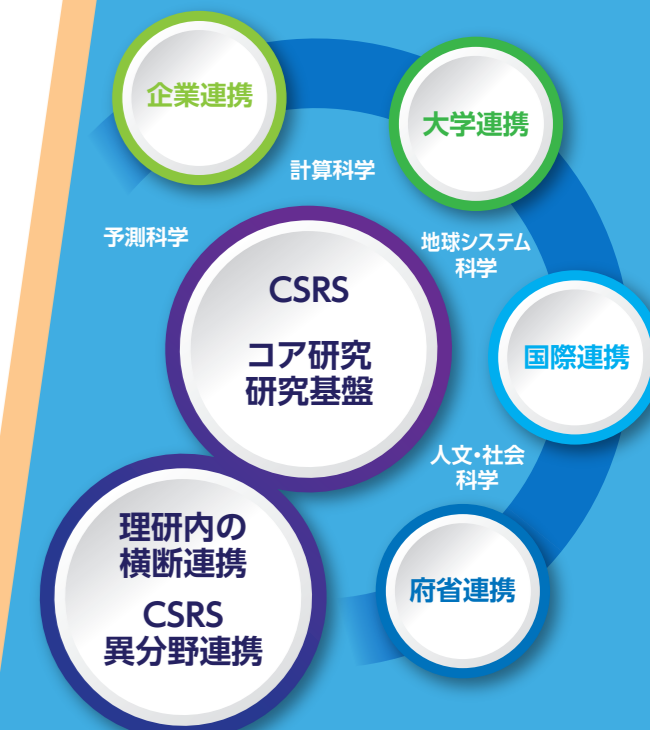 企業連携
大学連携
計算科学
予測科学
地球システム
科学
CSRS
コア研究
研究基盤
国際連携
人文・社会
科学
理研内の
横断連携
CSRS
異分野連携
府省連携